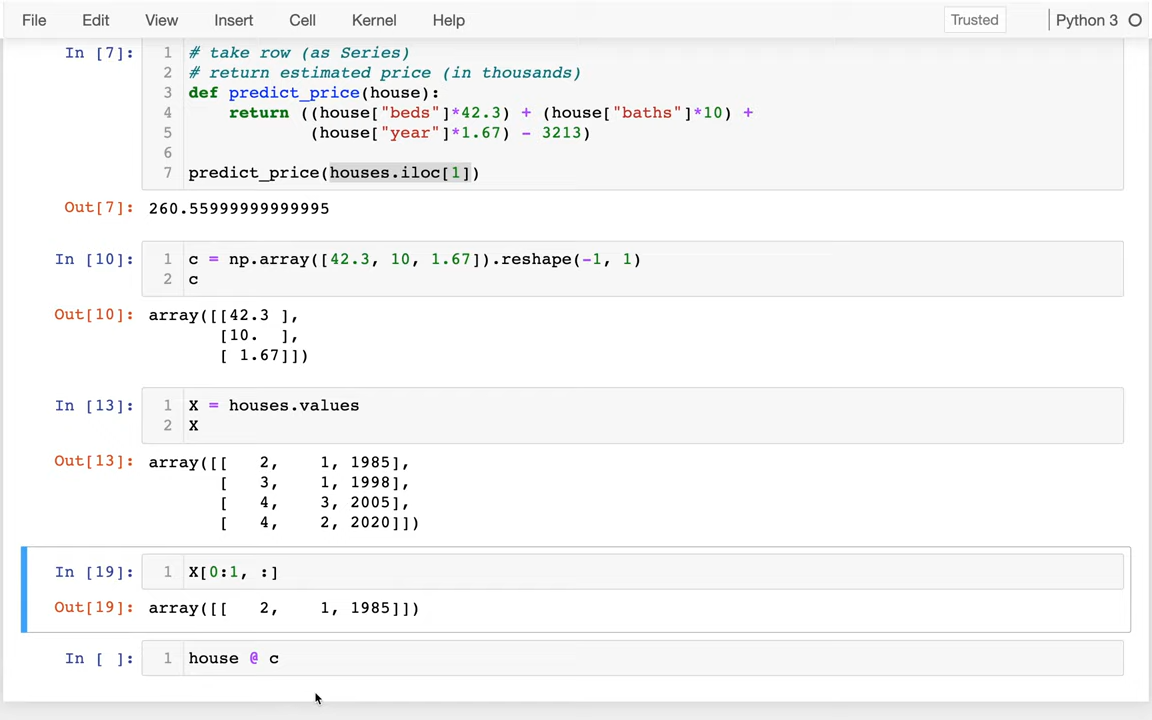 File Edit View Insert Cell Kernel Help Trusted Python 3
In [7]: 1 # take row (as Series)
2 # return estimated price (in thousands)
3 def predict_price(house):
4     return ((house["beds"]*42.3) + (house["baths"]*10) +
5             (house["year"]*1.67) - 3213)
6
7 predict_price(houses.iloc[1])
Out[7]: 260.55999999999995
In [10]: 1 c = np.array([42.3, 10, 1.67]).reshape(-1, 1)
2 c
Out[10]: array([[42.3 ],
       [10.  ],
       [ 1.67]])
In [13]: 1 X = houses.values
2 X
Out[13]: array([[   2,    1, 1985],
       [   3,    1, 1998],
       [   4,    3, 2005],
       [   4,    2, 2020]])
In [19]: 1 X[0:1, :]
Out[19]: array([[   2,    1, 1985]])
In [ ]: 1 house @ c